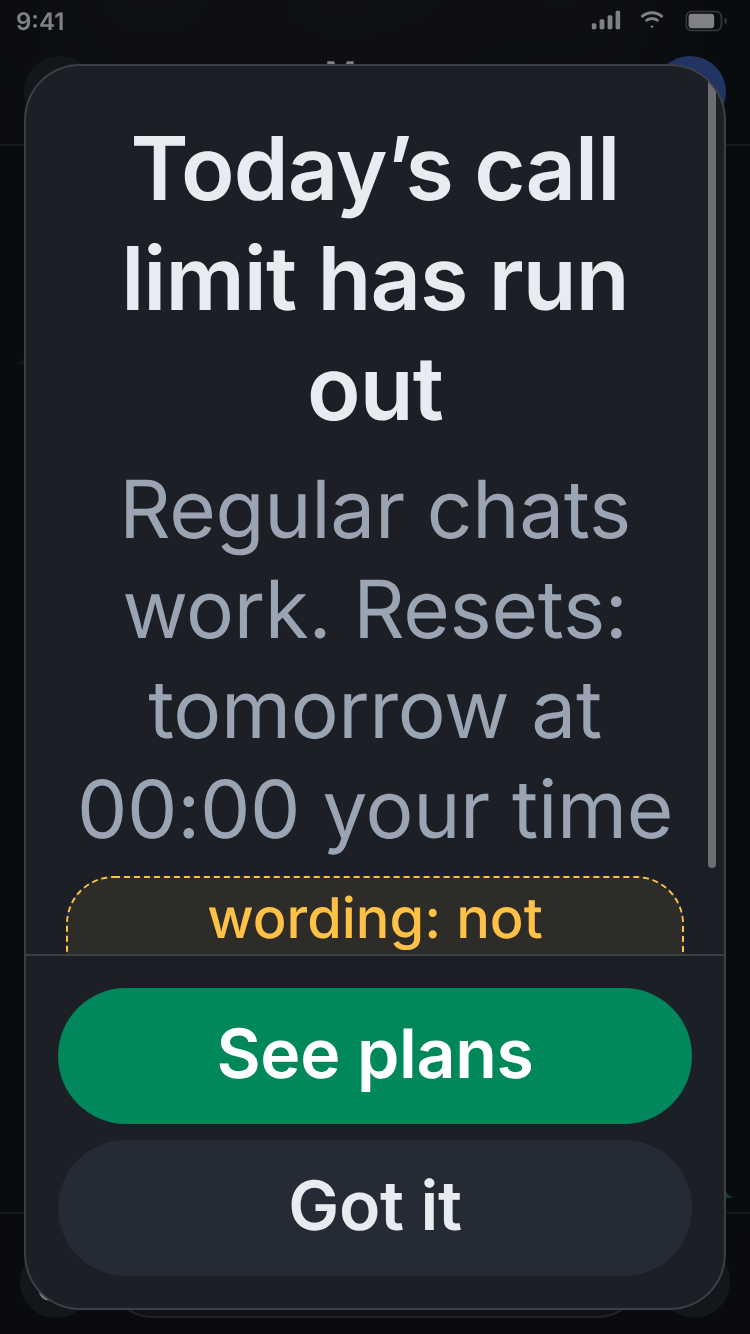 9:41
Today’s call
limit has run
out
Regular chats
work. Resets:
tomorrow at
00:00 your time
wording: not
See plans
Got it